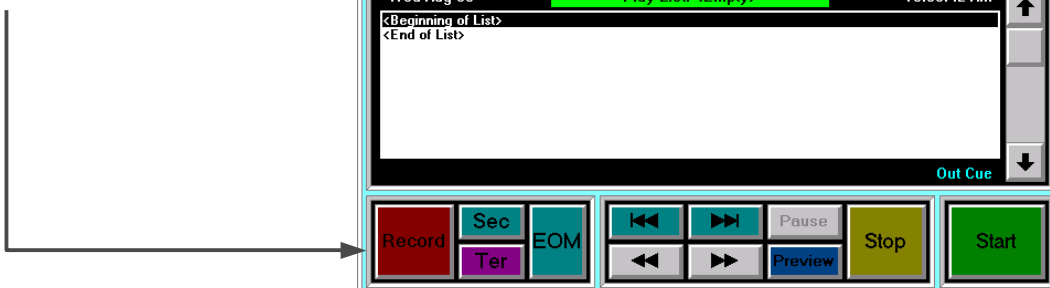 <Beginning of List>
<End of List>
Out Cue
Record
Sec
Ter
EOM
Pause
Preview
Stop
Start